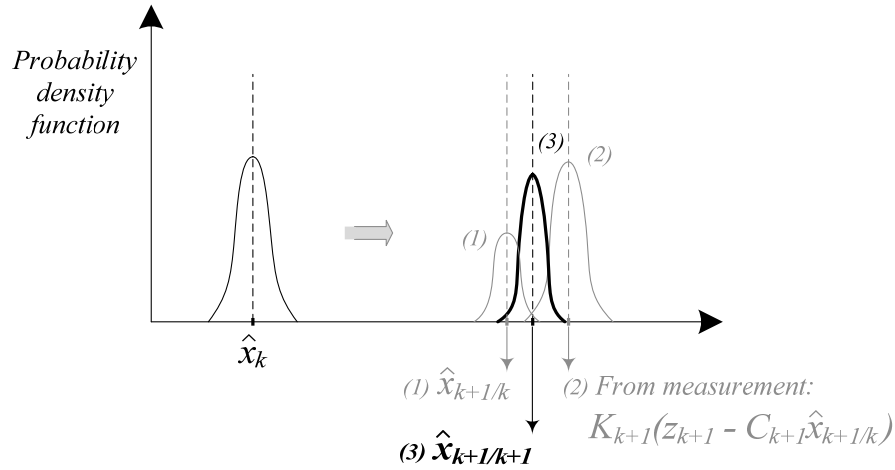 Probability
density
function
(3)
(2)
(1)
x̂ₖ
(1) x̂ₖ₊₁/ₖ
(2) From measurement:
Kₖ₊₁(zₖ₊₁ - Cₖ₊₁x̂ₖ₊₁/ₖ)
(3) x̂ₖ₊₁/ₖ₊₁